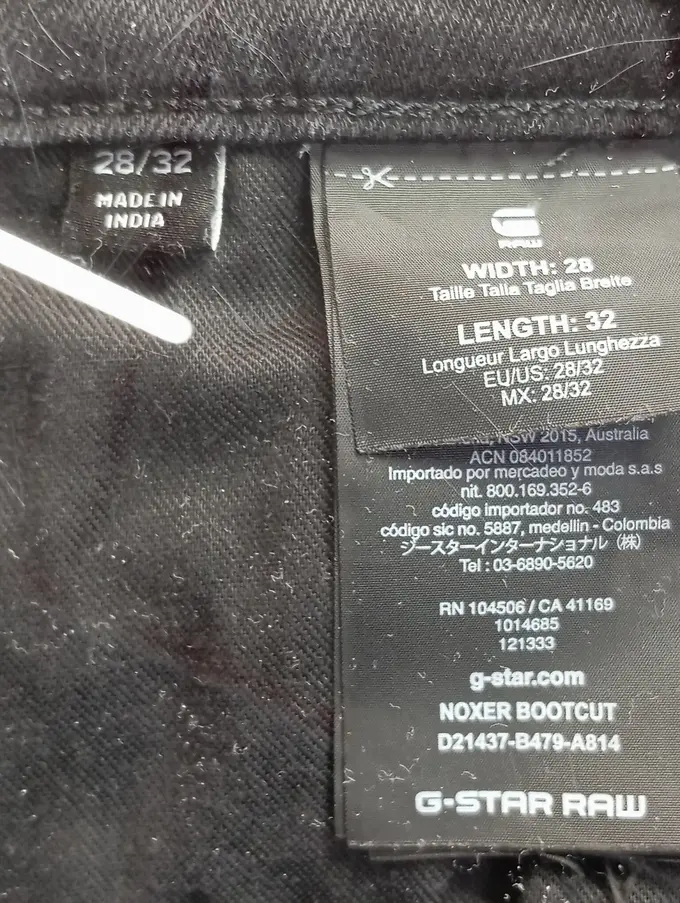 28/32
MADE IN
INDIA
RAW
WIDTH: 28
Taille Talla Taglia Breite
LENGTH: 32
Longueur Largo Lunghezza
EU/US: 28/32
MX: 28/32
NSW 2015, Australia
ACN 084011852
Importado por mercadeo y moda s.a.s
nit. 800.169.352-6
código importador no. 483
código sic no. 5887, medellin - Colombia
ジースターインターナショナル（株）
Tel : 03-6890-5620
RN 104506 / CA 41169
1014685
121333
g-star.com
NOXER BOOTCUT
D21437-B479-A814
G-STAR RAW